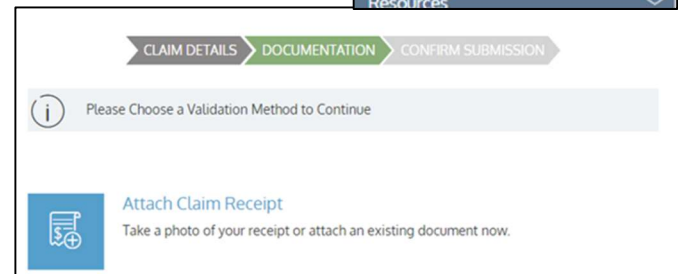 Resources
CLAIM DETAILS DOCUMENTATION CONFIRM SUBMISSION
i Please Choose a Validation Method to Continue
Attach Claim Receipt
$ Take a photo of your receipt or attach an existing document now.